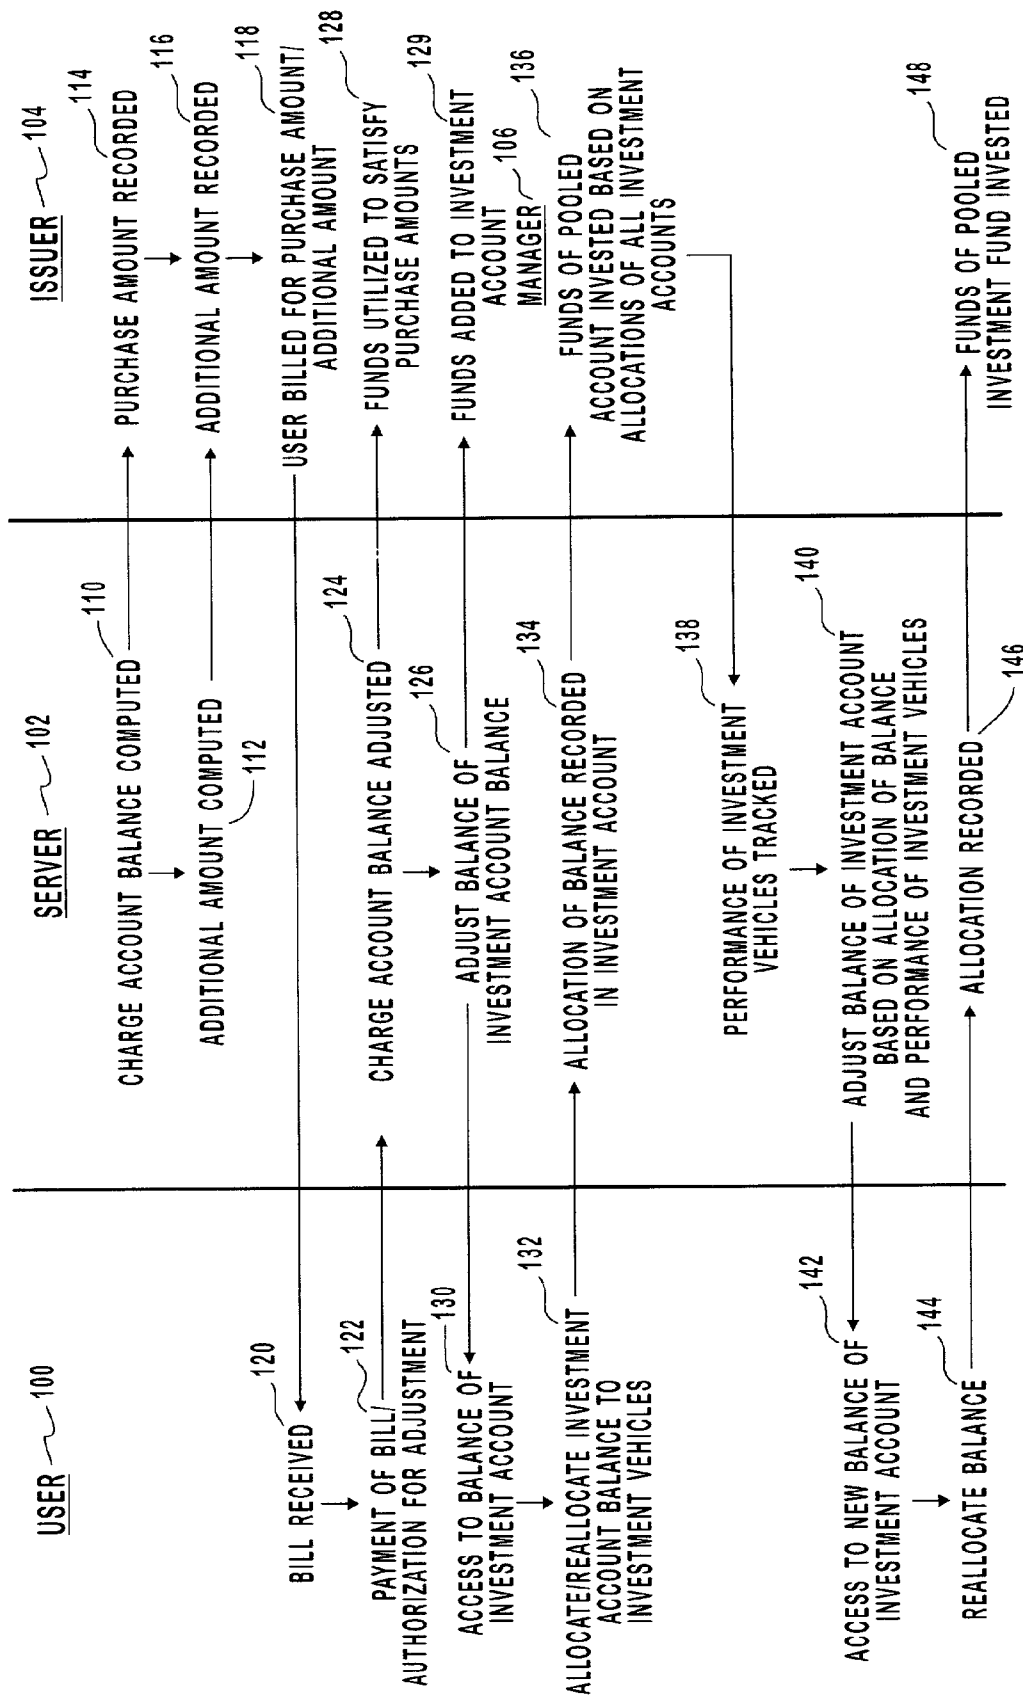 USER 100
SERVER 102
ISSUER 104
CHARGE ACCOUNT BALANCE COMPUTED
110
PURCHASE AMOUNT RECORDED
114
ADDITIONAL AMOUNT COMPUTED
112
ADDITIONAL AMOUNT RECORDED
116
BILL RECEIVED
120
USER BILLED FOR PURCHASE AMOUNT/
ADDITIONAL AMOUNT
118
PAYMENT OF BILL/
AUTHORIZATION FOR ADJUSTMENT
122
CHARGE ACCOUNT BALANCE ADJUSTED
124
FUNDS UTILIZED TO SATISFY
PURCHASE AMOUNTS
128
ACCESS TO BALANCE OF
INVESTMENT ACCOUNT
130
ADJUST BALANCE OF
INVESTMENT ACCOUNT BALANCE
126
FUNDS ADDED TO INVESTMENT
ACCOUNT
129
MANAGER 106
ALLOCATE/REALLOCATE INVESTMENT
ACCOUNT BALANCE TO
INVESTMENT VEHICLES
132
ALLOCATION OF BALANCE RECORDED
IN INVESTMENT ACCOUNT
134
FUNDS OF POOLED
ACCOUNT INVESTED BASED ON
ALLOCATIONS OF ALL INVESTMENT
ACCOUNTS
136
PERFORMANCE OF INVESTMENT
VEHICLES TRACKED
138
ACCESS TO NEW BALANCE OF
INVESTMENT ACCOUNT
142
ADJUST BALANCE OF INVESTMENT ACCOUNT
BASED ON ALLOCATION OF BALANCE
AND PERFORMANCE OF INVESTMENT VEHICLES
140
REALLOCATE BALANCE
144
ALLOCATION RECORDED
146
FUNDS OF POOLED
INVESTMENT FUND INVESTED
148